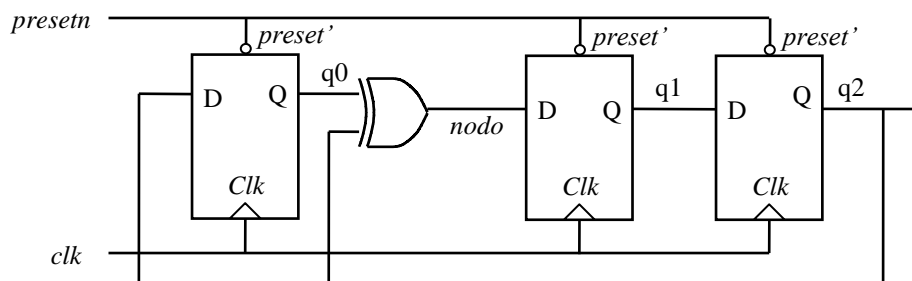 presetn
preset’ preset’ preset’
q0 q1 q2
D Q D Q D Q
nodo
Clk Clk Clk
clk